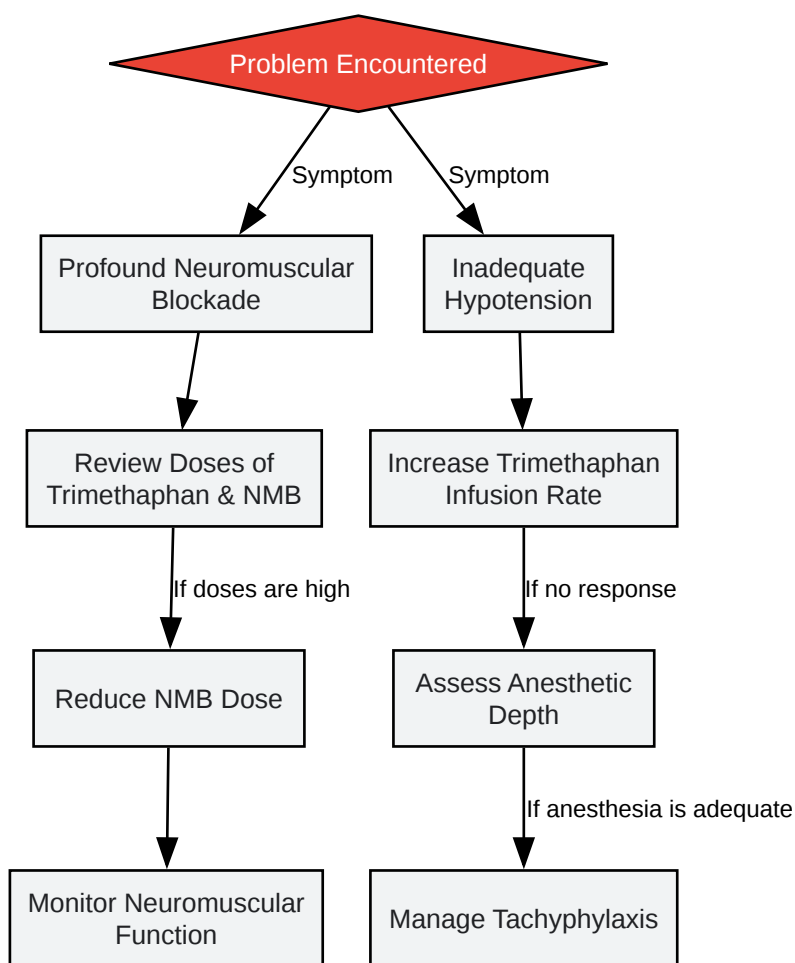 Problem Encountered
Symptom
Symptom
Profound Neuromuscular
Blockade
Inadequate
Hypotension
Review Doses of
Trimethaphan & NMB
Increase Trimethaphan
Infusion Rate
If doses are high
If no response
Reduce NMB Dose
Assess Anesthetic
Depth
If anesthesia is adequate
Monitor Neuromuscular
Function
Manage Tachyphylaxis